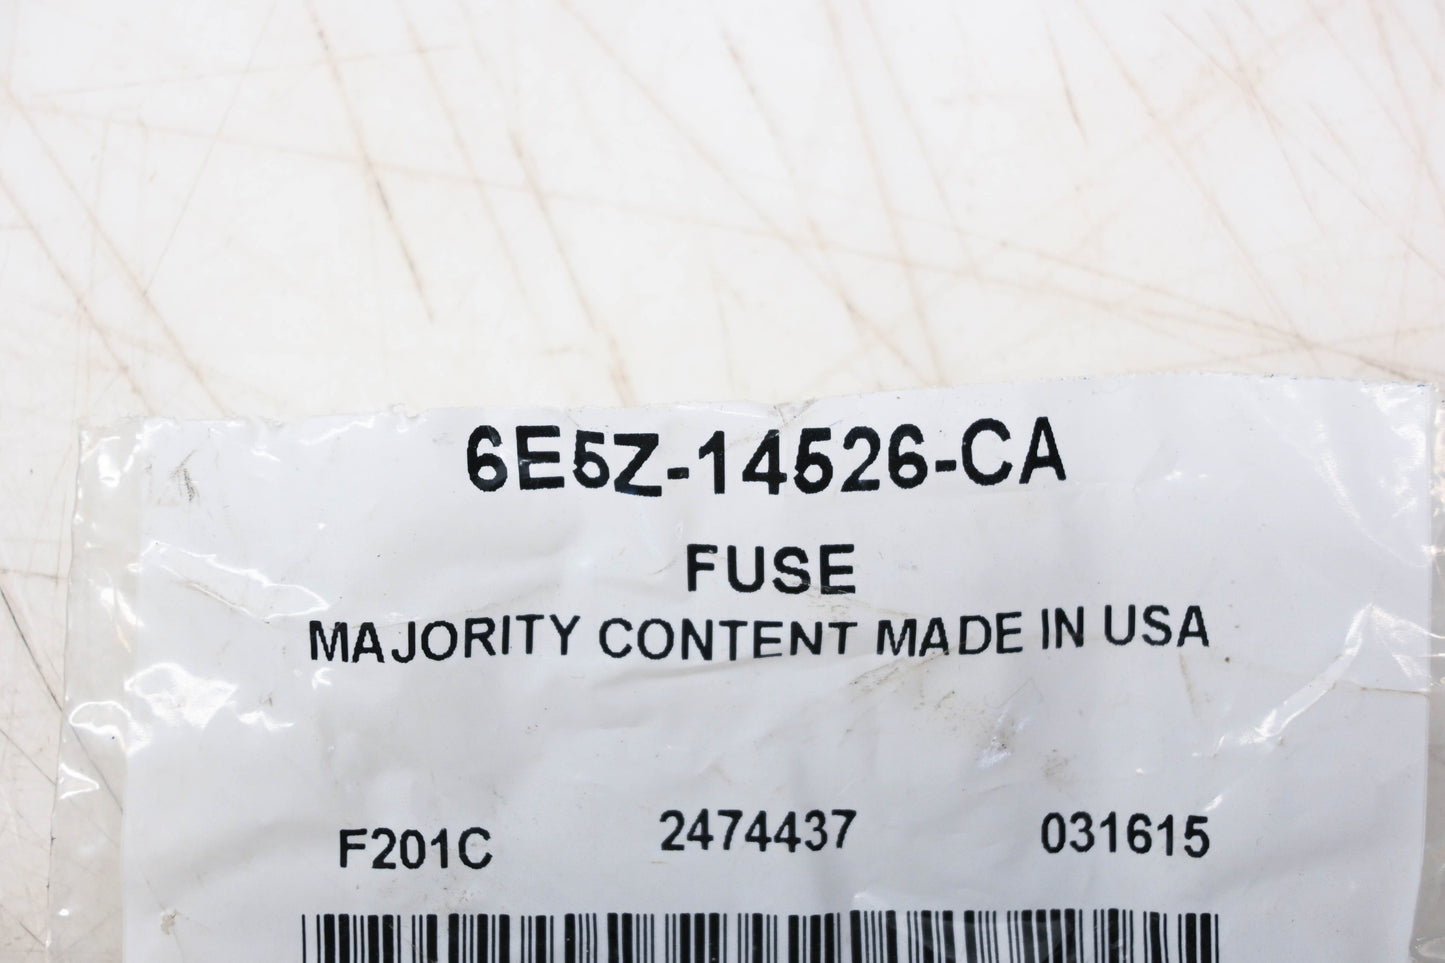 6E5Z-14526-CA
FUSE
MAJORITY CONTENT MADE IN USA
F201C 2474437 031615